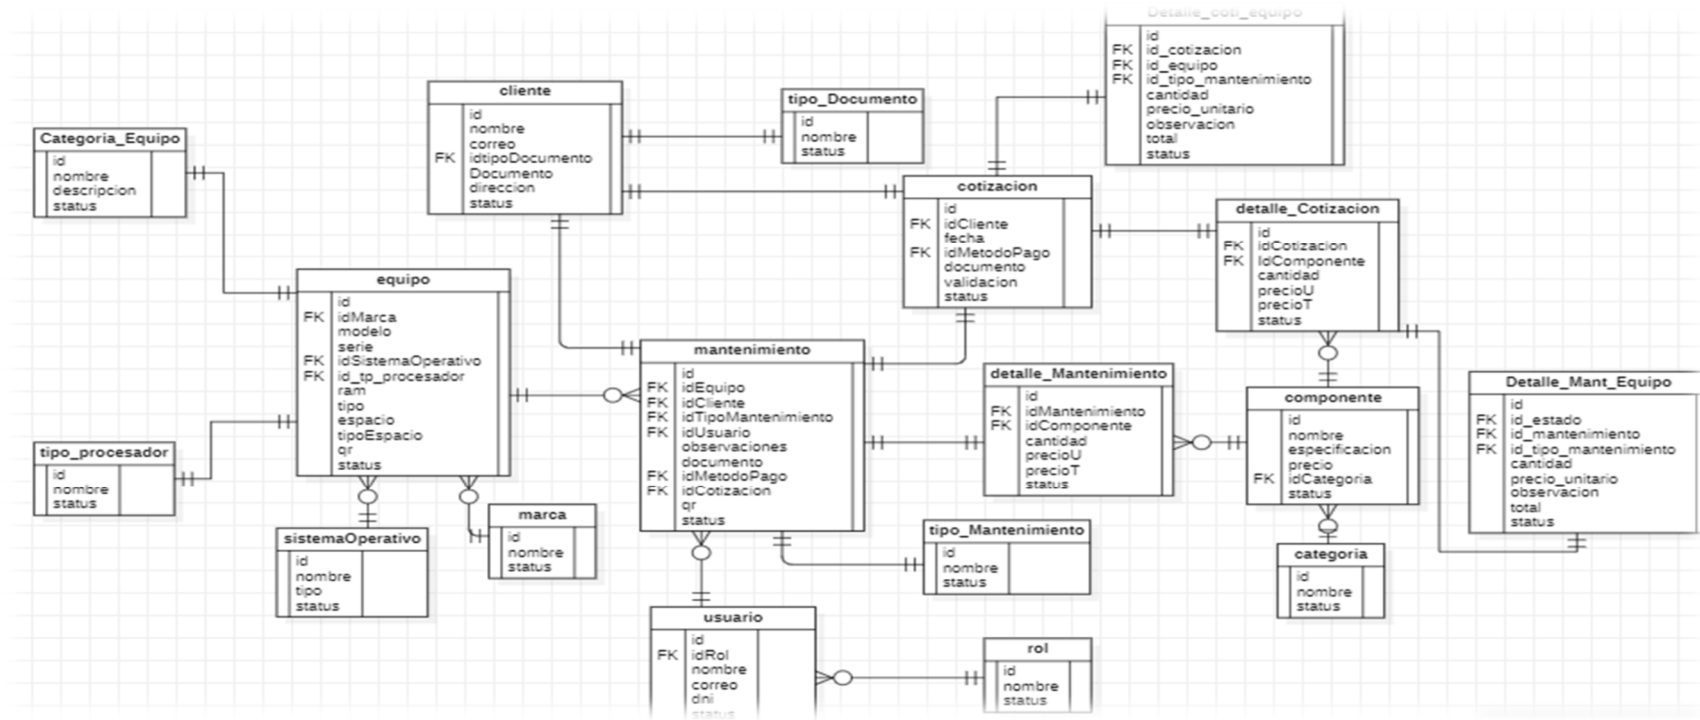 Detalle_coti_equipo
id
FK id_cotizacion
FK id_equipo
FK id_tipo_mantenimiento
cantidad
precio_unitario
observacion
total
status
cliente
id
nombre
correo
FK idtipoDocumento
Documento
direccion
status
tipo_Documento
id
nombre
status
Categoria_Equipo
id
nombre
descripcion
status
cotizacion
id
FK idCliente
fecha
FK idMetodoPago
documento
validacion
status
detalle_Cotizacion
id
FK idCotizacion
FK IdComponente
cantidad
precioU
precioT
status
equipo
id
FK idMarca
modelo
serie
FK idSistemaOperativo
FK id_tp_procesador
ram
tipo
espacio
tipoEspacio
qr
status
mantenimiento
id
FK idEquipo
FK idCliente
FK idTipoMantenimiento
FK idUsuario
observaciones
documento
FK idMetodoPago
FK idCotizacion
qr
status
detalle_Mantenimiento
id
FK idMantenimiento
FK idComponente
cantidad
precioU
precioT
status
componente
id
nombre
especificacion
precio
FK idCategoria
status
Detalle_Mant_Equipo
id
FK id_estado
FK id_mantenimiento
FK id_tipo_mantenimiento
cantidad
precio_unitario
observacion
total
status
tipo_procesador
id
nombre
status
sistemaOperativo
id
nombre
tipo
status
marca
id
nombre
status
tipo_Mantenimiento
id
nombre
status
categoria
id
nombre
status
usuario
id
FK idRol
nombre
correo
dni
status
rol
id
nombre
status